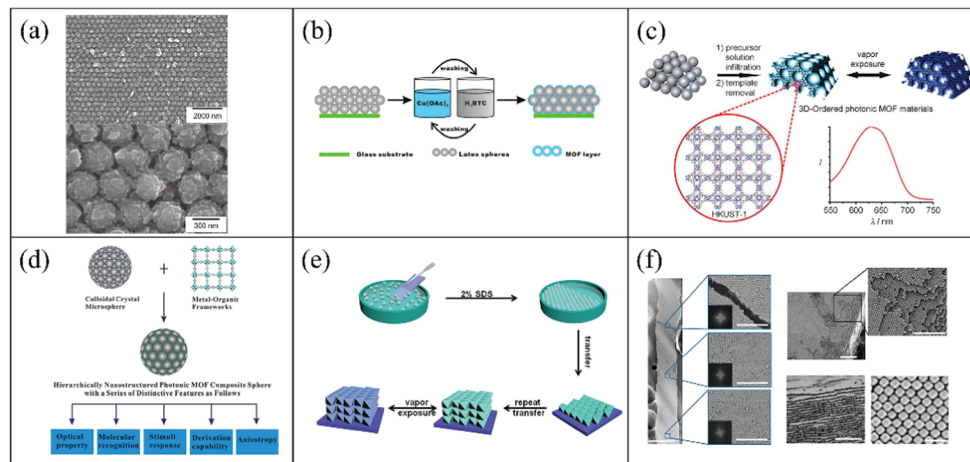 (a)
2000 nm
300 nm
(b)
washing
Cu(OAc)₂
H₃BTC
washing
Glass substrate
Latex spheres
MOF layer
(c)
1) precursor
solution
infiltration
2) template
removal
vapor
exposure
3D-Ordered photonic MOF materials
HKUST-1
I
550
600
650
700
750
λ / nm
(d)
+
Colloidal Crystal
Microsphere
Metal-Organic
Frameworks
Hierarchically Nanostructured Photonic MOF Composite Sphere
with a Series of Distinctive Features as Follows
Optical
property
Molecular
recognition
Stimuli
response
Derivation
capability
Anisotropy
(e)
2% SDS
transfer
repeat
transfer
vapor
exposure
(f)